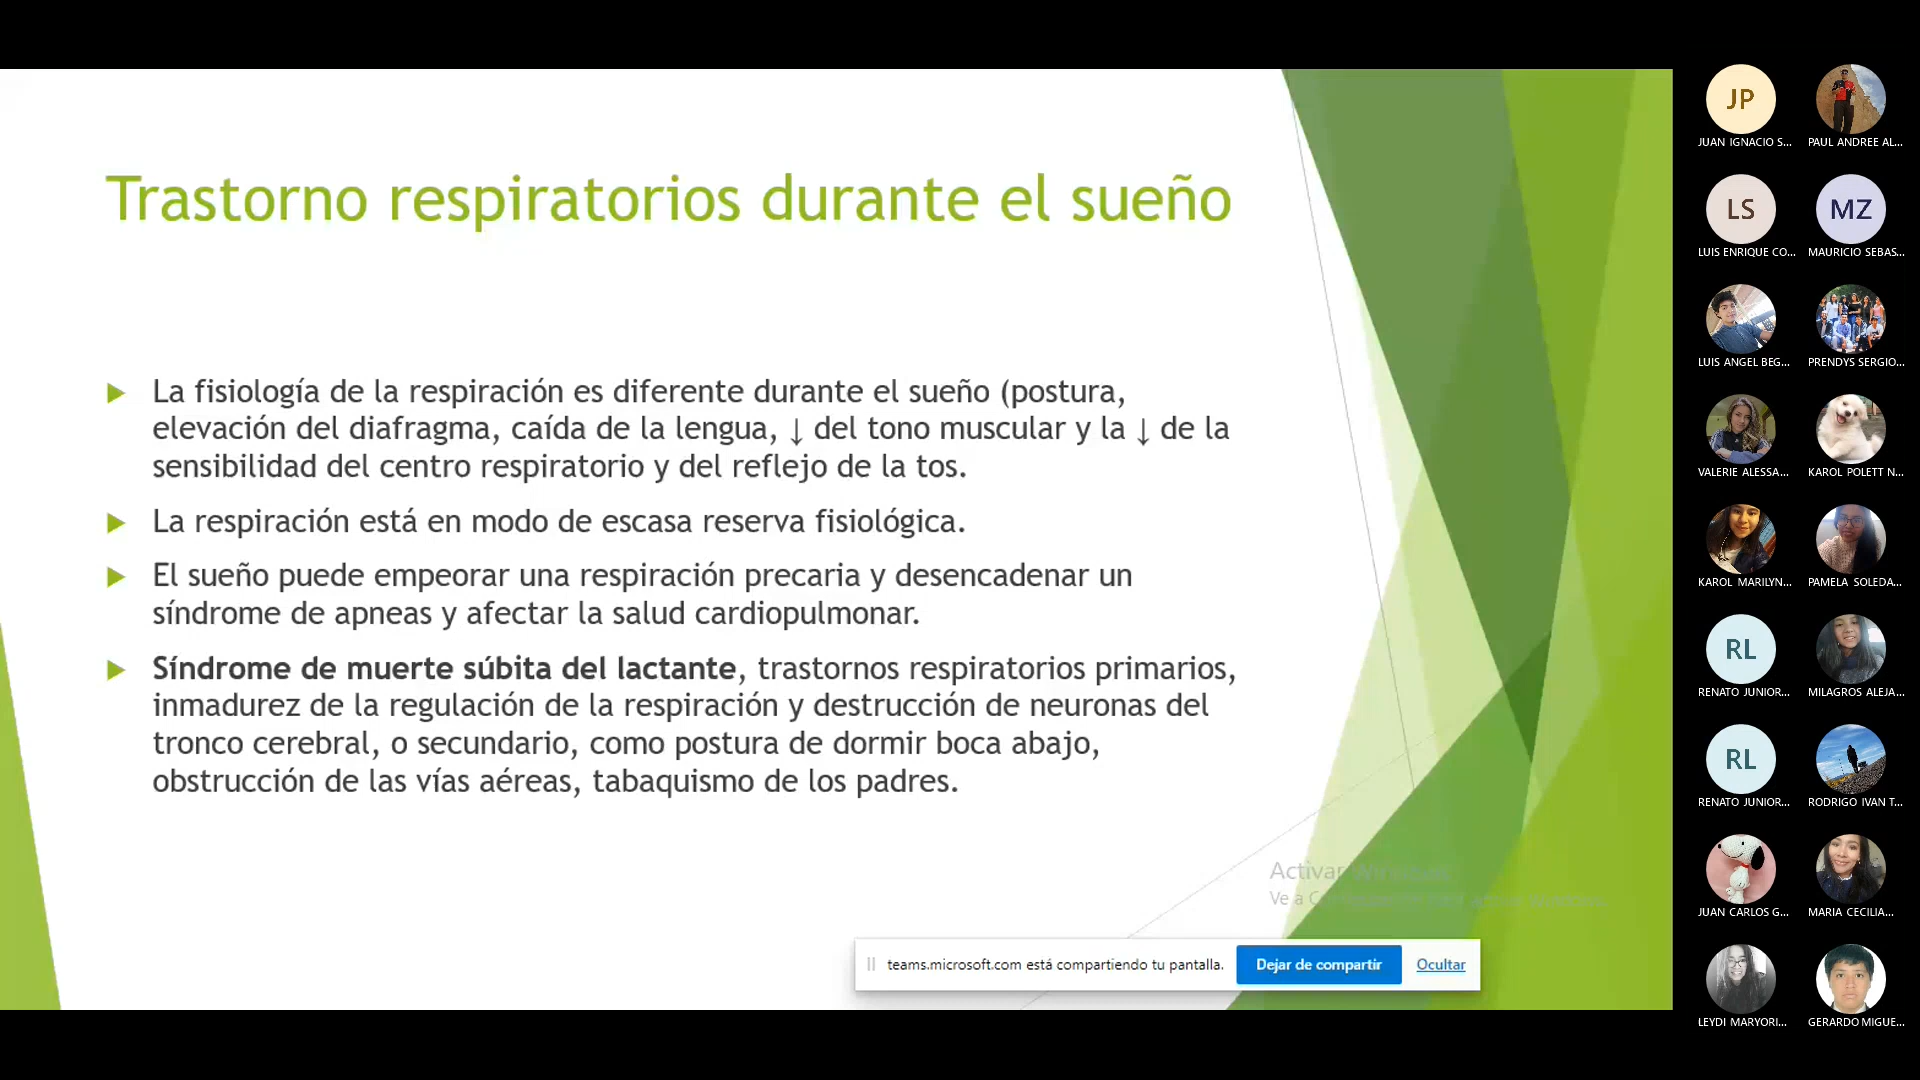 Trastorno respiratorios durante el sueño
La fisiología de la respiración es diferente durante el sueño (postura,
elevación del diafragma, caída de la lengua, ↓ del tono muscular y la ↓ de la
sensibilidad del centro respiratorio y del reflejo de la tos.
La respiración está en modo de escasa reserva fisiológica.
El sueño puede empeorar una respiración precaria y desencadenar un
síndrome de apneas y afectar la salud cardiopulmonar.
Síndrome de muerte súbita del lactante, trastornos respiratorios primarios,
inmadurez de la regulación de la respiración y destrucción de neuronas del
tronco cerebral, o secundario, como postura de dormir boca abajo,
obstrucción de las vías aéreas, tabaquismo de los padres.
Activar Windows
Ve a
teams.microsoft.com está compartiendo tu pantalla.
Dejar de compartir
Ocultar
JP
JUAN IGNACIO S...
PAUL ANDREE AL...
LS
MZ
LUIS ENRIQUE CO...
MAURICIO SEBAS...
LUIS ANGEL BEG...
PRENDYS SERGIO...
VALERIE ALESSA...
KAROL POLETT N...
KAROL MARILYN...
PAMELA SOLEDA...
RL
RENATO JUNIOR...
MILAGROS ALEJA...
RL
RENATO JUNIOR...
RODRIGO IVAN T...
JUAN CARLOS G...
MARIA CECILIA...
LEYDI MARYORI...
GERARDO MIGUE...